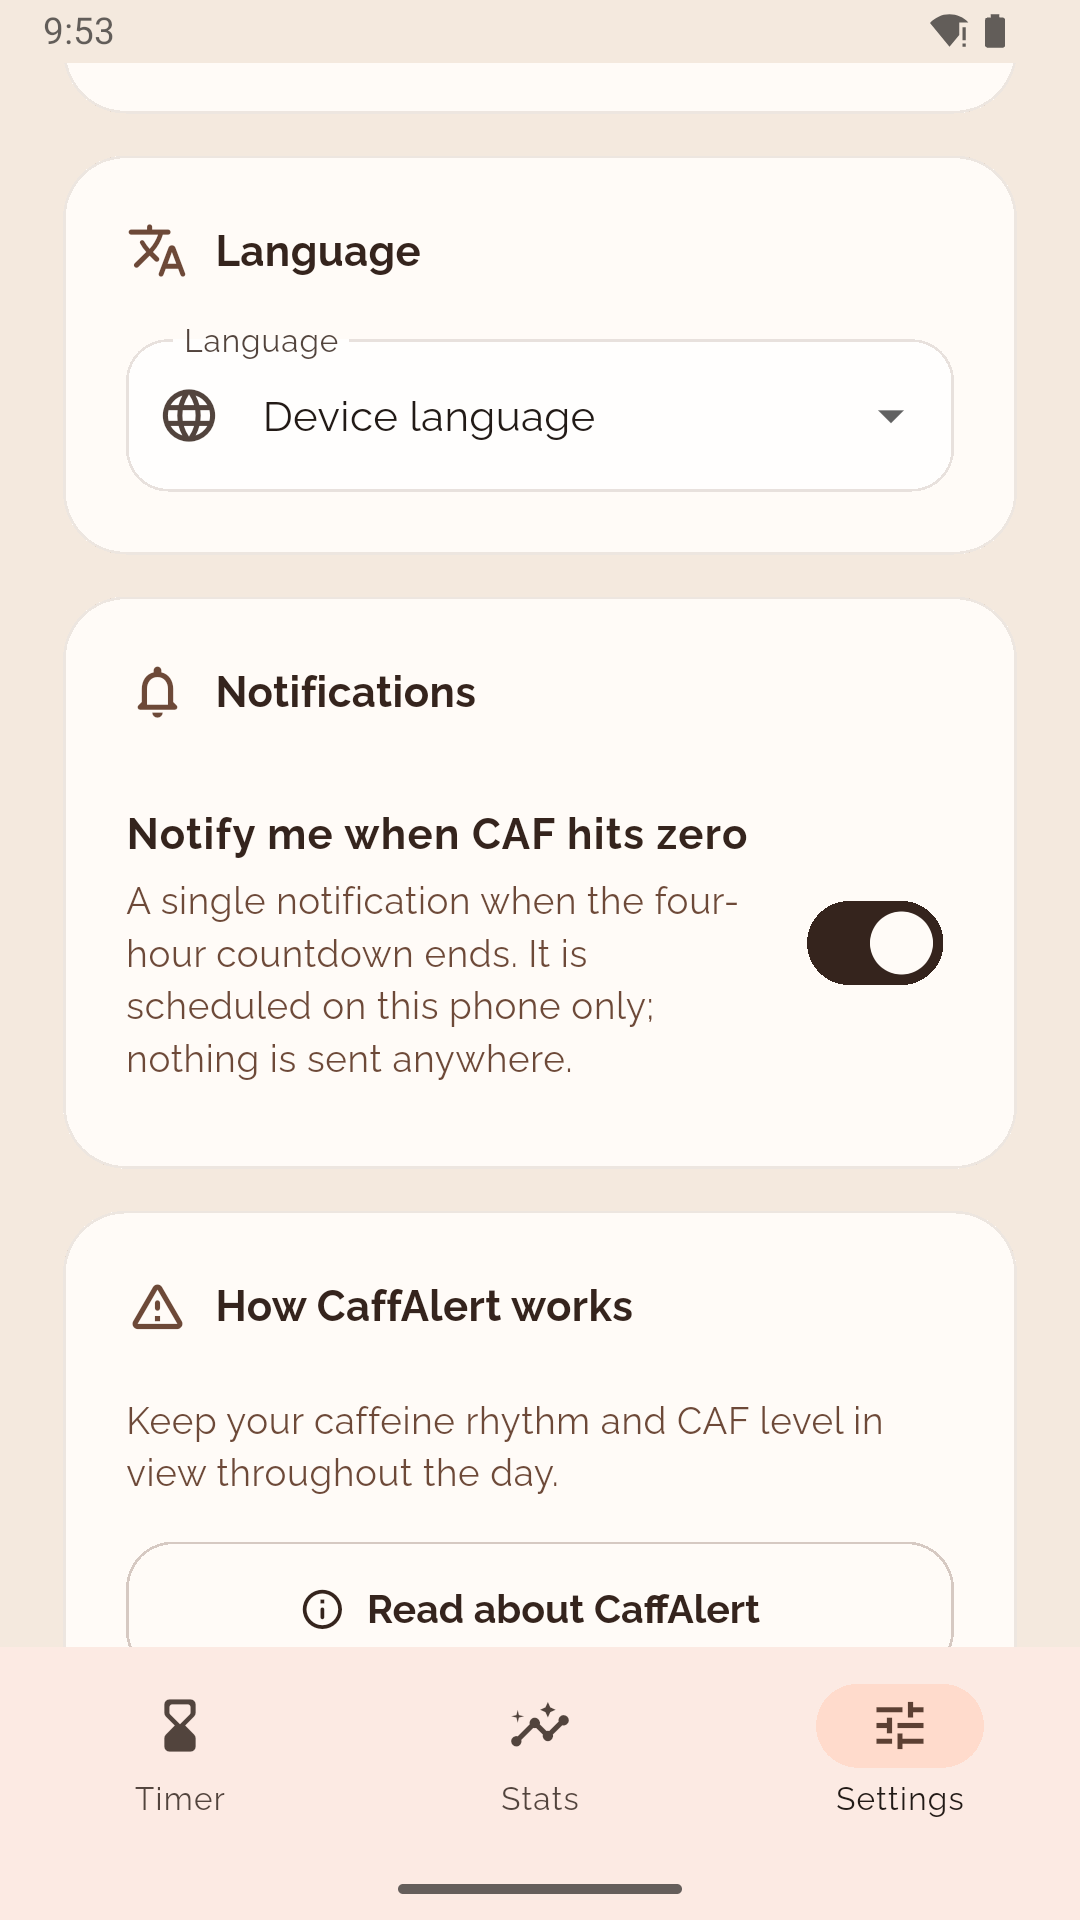 9:53
Language
Language
Device language
Notifications
Notify me when CAF hits zero
A single notification when the four-
hour countdown ends. It is
scheduled on this phone only;
nothing is sent anywhere.
How CaffAlert works
Keep your caffeine rhythm and CAF level in
view throughout the day.
Read about CaffAlert
Timer
Stats
Settings